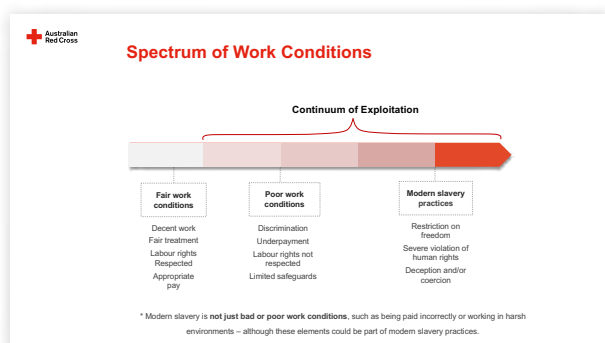 Australian
Red Cross
Spectrum of Work Conditions
Continuum of Exploitation
Fair work
conditions
Decent work
Fair treatment
Labour rights
Respected
Appropriate
pay
Poor work
conditions
Discrimination
Underpayment
Labour rights not
respected
Limited safeguards
Modern slavery
practices
Restriction on
freedom
Severe violation of
human rights
Deception and/or
coercion
* Modern slavery is not just bad or poor work conditions, such as being paid incorrectly or working in harsh
environments – although these elements could be part of modern slavery practices.